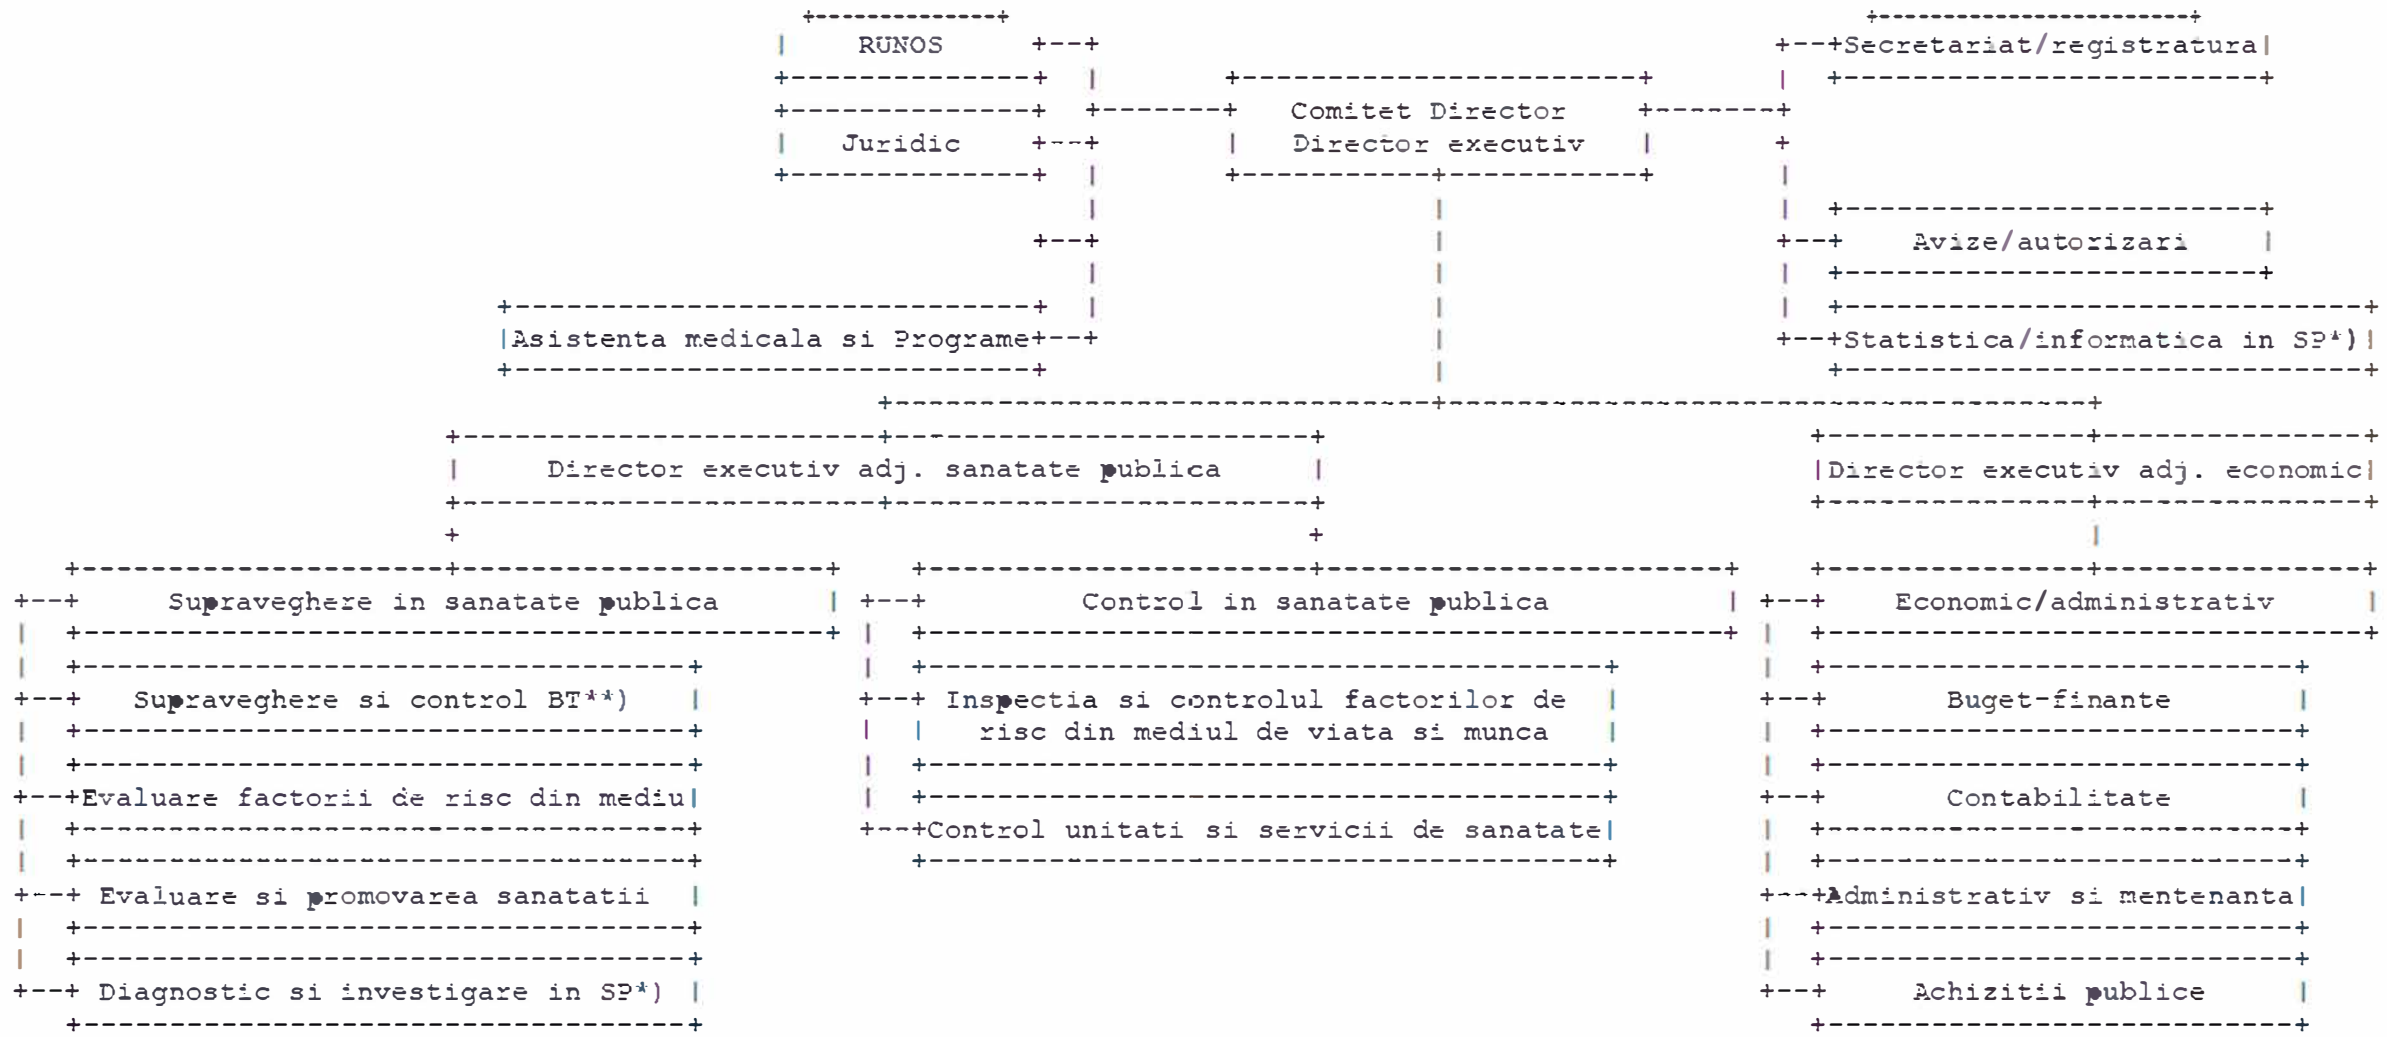 RUNOS
Secretariat/registratura
Comitet Director
Juridic
Director executiv
Avize/autorizari
Asistenta medicala si Programe
Statistica/informatica in SP*)
Director executiv adj. sanatate publica
Director executiv adj. economic
Supraveghere in sanatate publica
Control in sanatate publica
Economic/administrativ
Supraveghere si control BT**)
Inspectia si controlul factorilor de
risc din mediul de viata si munca
Buget-finante
Evaluare factorii de risc din mediu
Contabilitate
Control unitati si servicii de sanatate
Evaluare si promovarea sanatatii
Administrativ si mentenanta
Diagnostic si investigare in SP*)
Achizitii publice